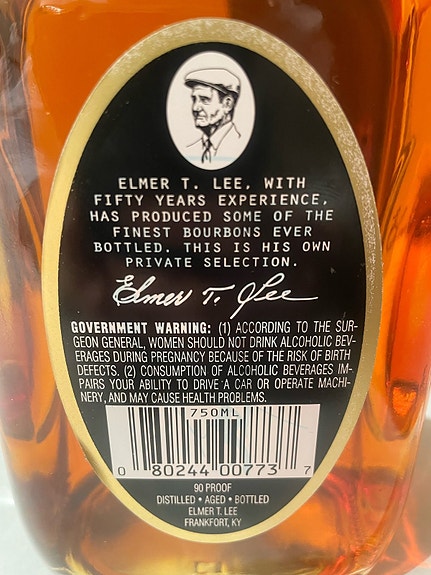 ELMER T. LEE, WITH
FIFTY YEARS EXPERIENCE,
HAS PRODUCED SOME OF THE
FINEST BOURBONS EVER
BOTTLED. THIS IS HIS OWN
PRIVATE SELECTION.
Elmer T. Lee
GOVERNMENT WARNING: (1) ACCORDING TO THE SUR-
GEON GENERAL, WOMEN SHOULD NOT DRINK ALCOHOLIC BEV-
ERAGES DURING PREGNANCY BECAUSE OF THE RISK OF BIRTH
DEFECTS. (2) CONSUMPTION OF ALCOHOLIC BEVERAGES IM-
PAIRS YOUR ABILITY TO DRIVE A CAR OR OPERATE MACHI-
NERY, AND MAY CAUSE HEALTH PROBLEMS.
750ML
0 80244 00773 7
90 PROOF
DISTILLED • AGED • BOTTLED
ELMER T. LEE
FRANKFORT, KY